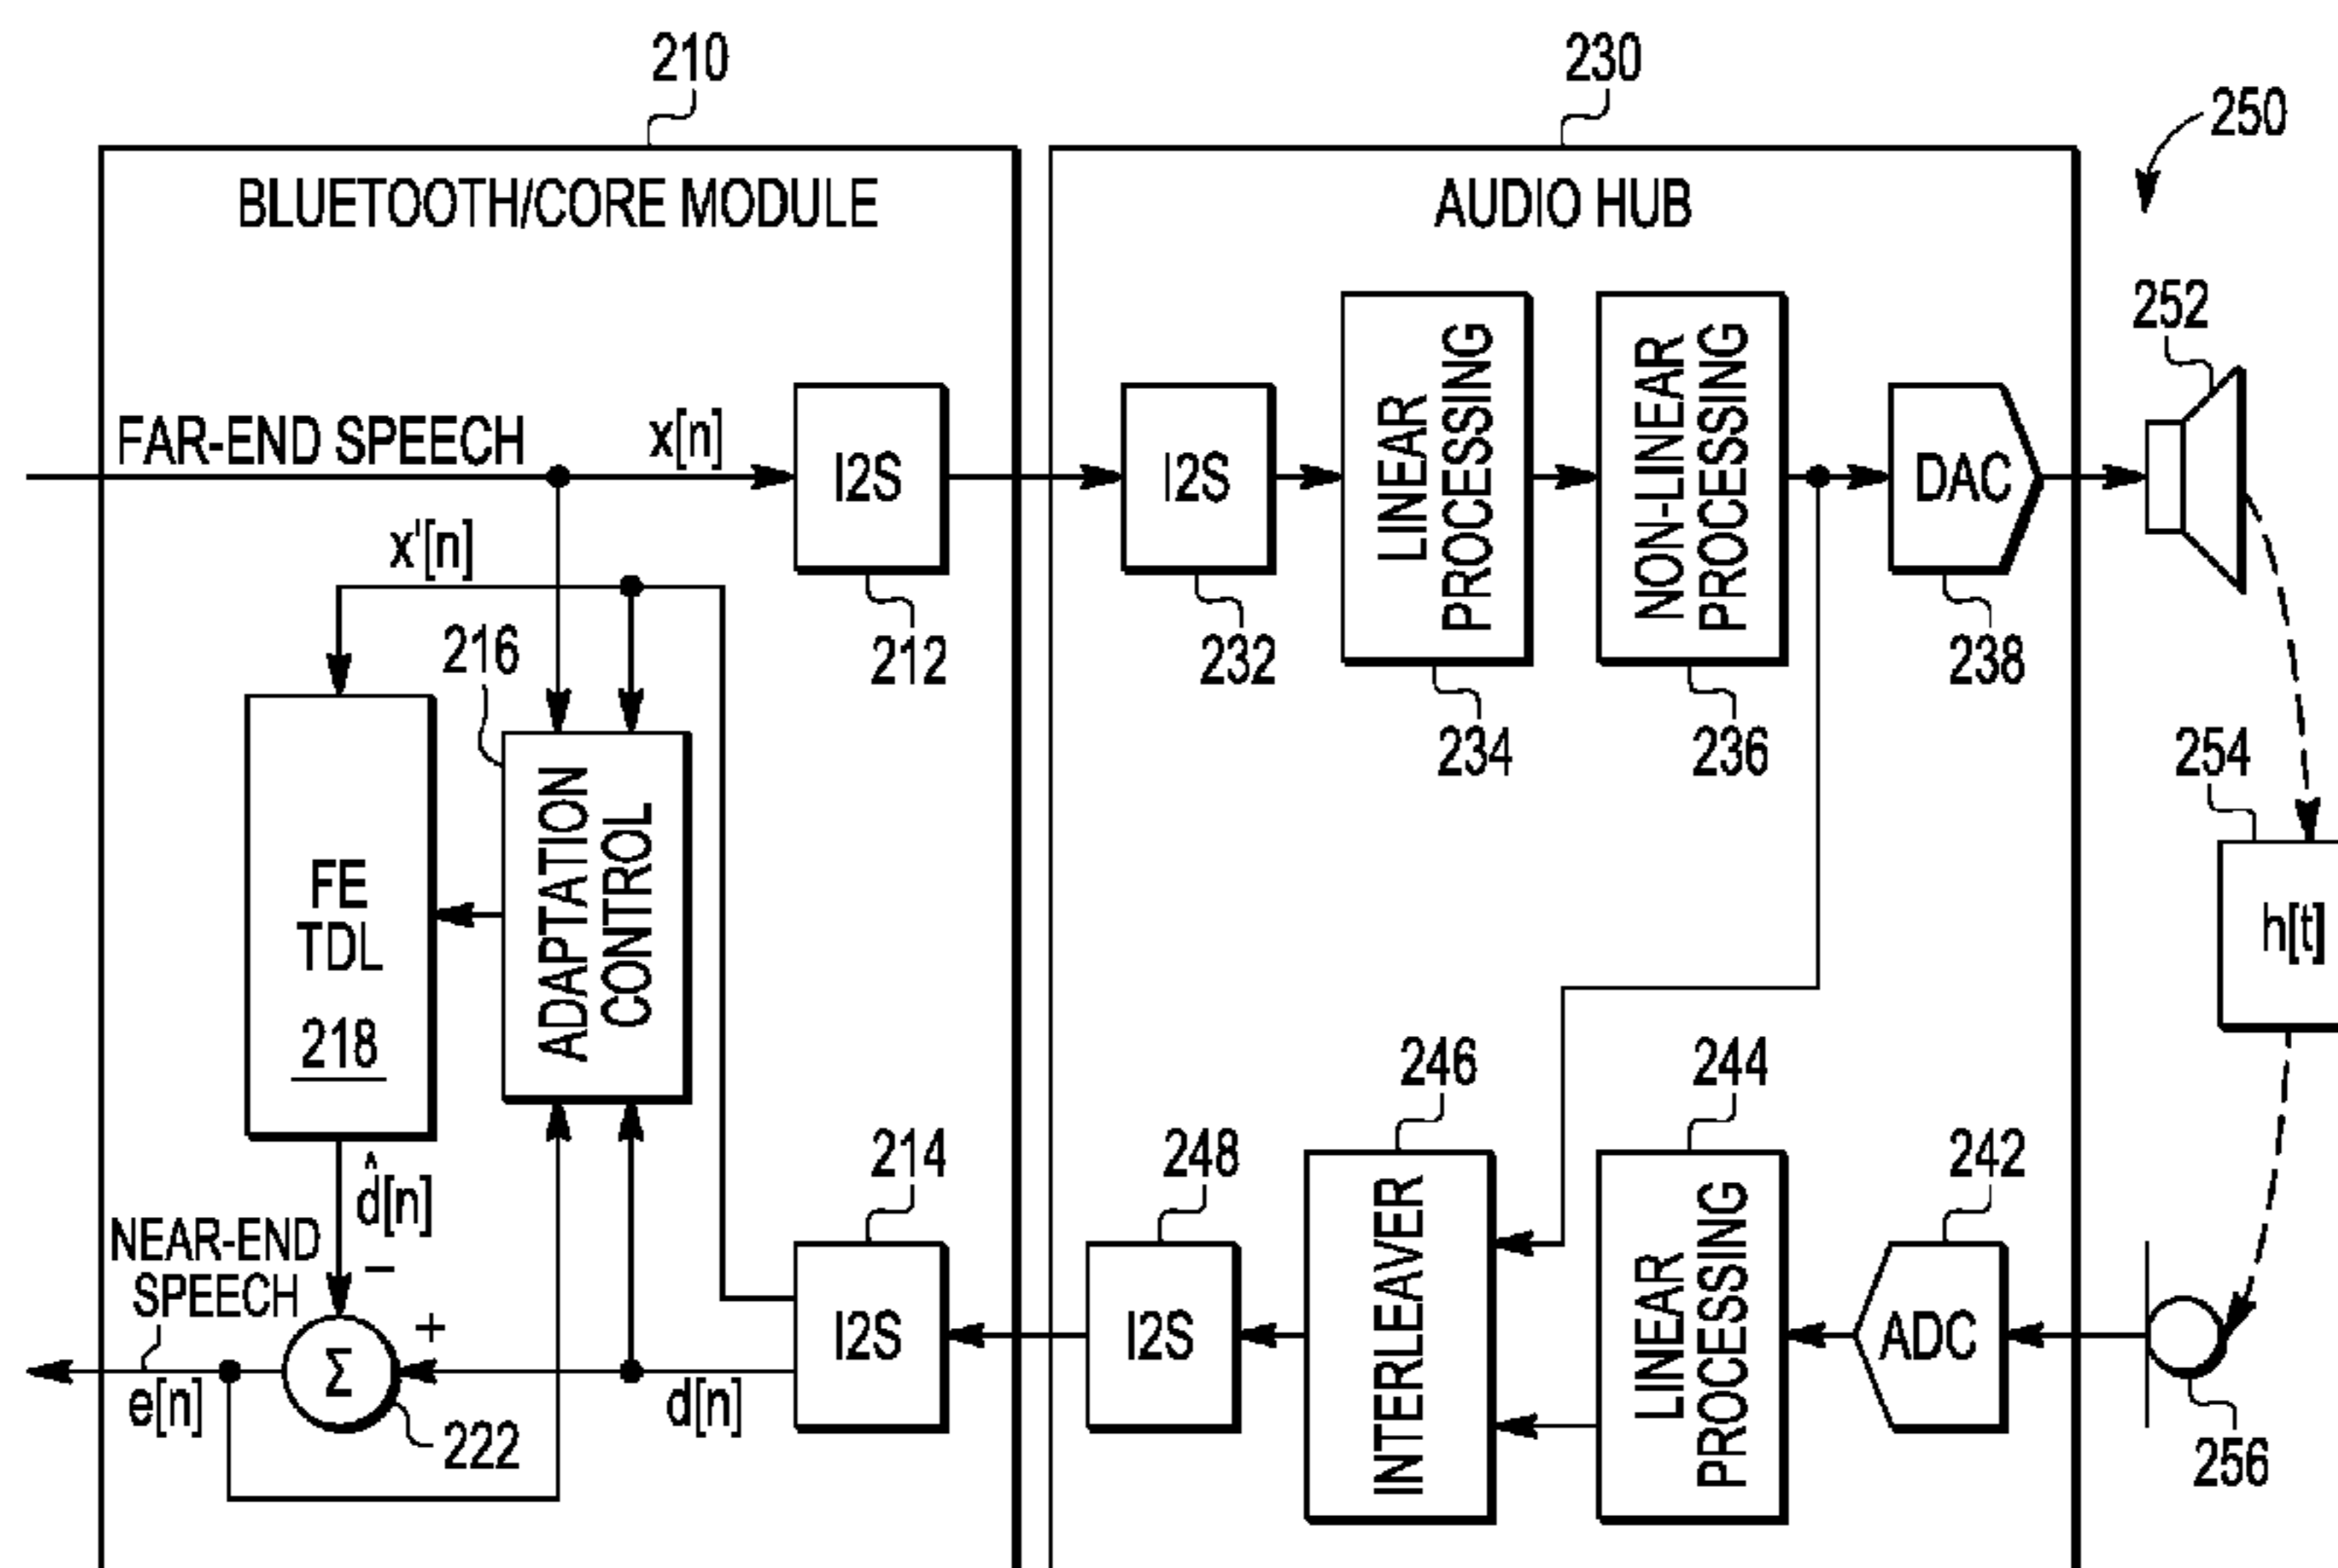 210
230
250
BLUETOOTH/CORE MODULE
AUDIO HUB
252
FAR-END SPEECH
x[n]
I2S
I2S
LINEAR
PROCESSING
NON-LINEAR
PROCESSING
DAC
x'[n]
216
212
232
234
236
238
254
ADAPTATION
CONTROL
FE
TDL
218
h[t]
246
244
214
248
242
d̂[n]
NEAR-END
SPEECH
−
+
Σ
I2S
I2S
INTERLEAVER
LINEAR
PROCESSING
ADC
e[n]
d[n]
222
256